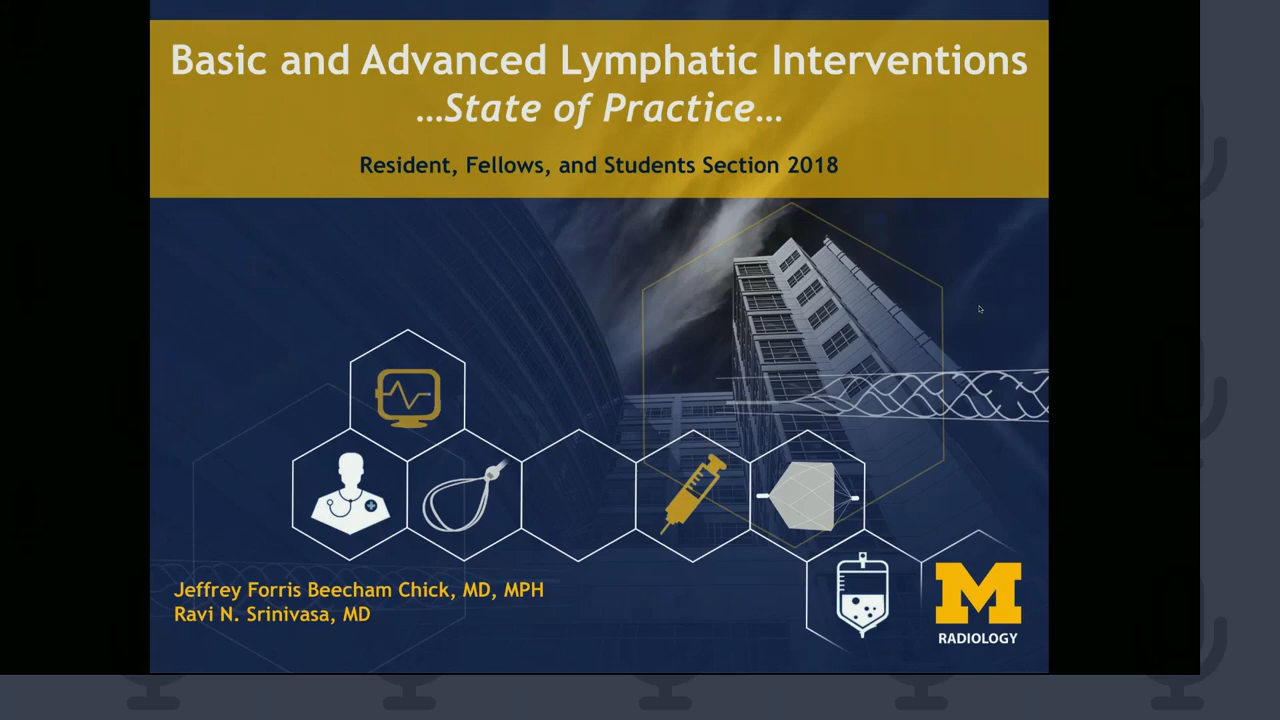 Basic and Advanced Lymphatic Interventions
…State of Practice…
Resident, Fellows, and Students Section 2018
Jeffrey Forris Beecham Chick, MD, MPH
Ravi N. Srinivasa, MD
M
RADIOLOGY